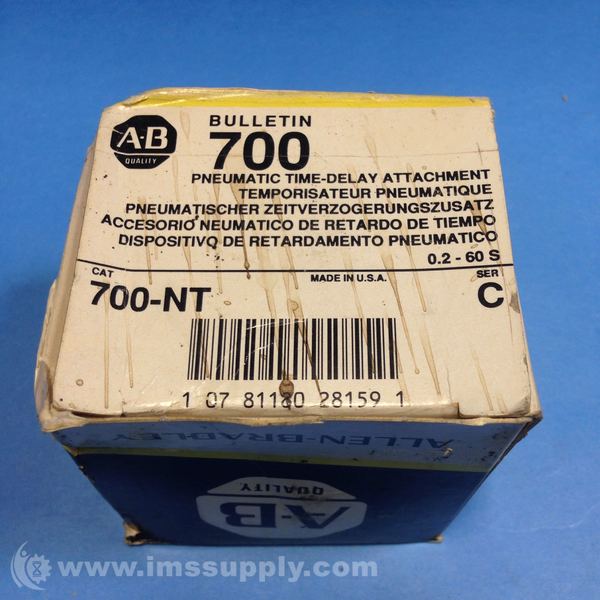 A-B
QUALITY
BULLETIN
700
PNEUMATIC TIME-DELAY ATTACHMENT
TEMPORISATEUR PNEUMATIQUE
PNEUMATISCHER ZEITVERZOGERUNGSZUSATZ
ACCESORIO NEUMATICO DE RETARDO DE TIEMPO
DISPOSITIVO DE RETARDAMENTO PNEUMATICO
0.2 - 60 S
CAT
MADE IN U.S.A.
SER
700-NT
C
1 07 81180 28159 1
ALLEN-BRADLEY
QUALITY
A-B
© www.imssupply.com